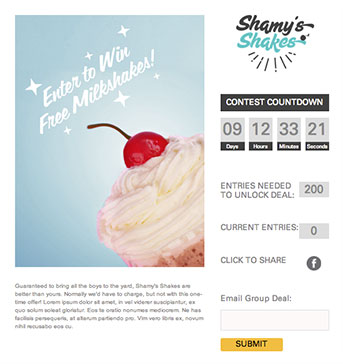 Enter to Win
Free Milkshakes!
Guaranteed to bring all the boys to the yard, Shamy's Shakes are
better than yours. Normally we'd have to charge, but not with this one-
time offer! Lorem ipsum dolor sit amet, in vel viderer suscipiantur, ex
quo solum soleat gloriatur. Eos te oratio nonumes mediocrem. Ne has
facilisis persequeris, at alterum partiendo pro. Vim vero libris ex, novum
nihil recusabo eos cu.
Shamy's
Shakes
CONTEST COUNTDOWN
09 12 33 21
Days Hours Minutes Seconds
ENTRIES NEEDED
TO UNLOCK DEAL: 200
CURRENT ENTRIES: 0
CLICK TO SHARE f
Email Group Deal:
SUBMIT